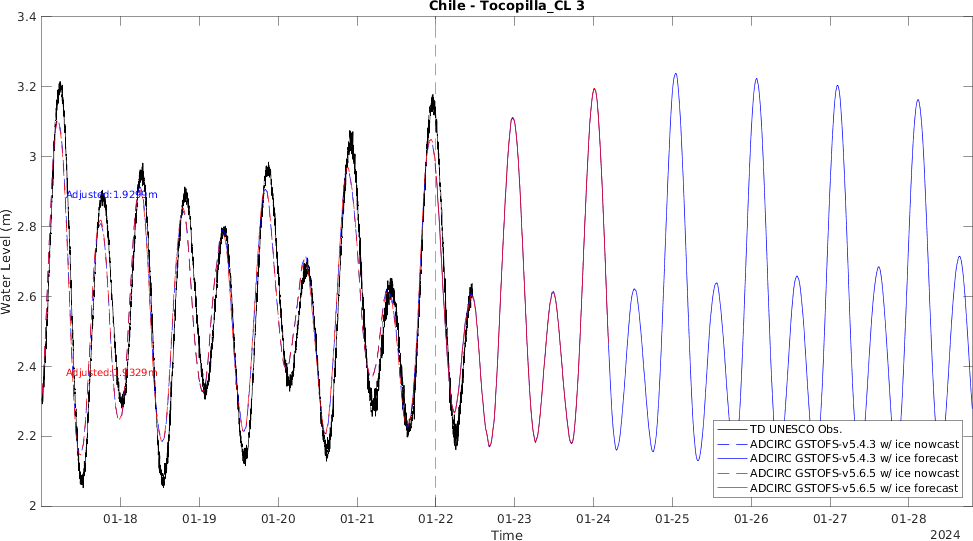 Chile - Tocopilla_CL 3
3.4
3.2
3
2.8
2.6
2.4
2.2
2
Water Level (m)
Adjusted:1.9299m
Adjusted:1.9329m
TD UNESCO Obs.
ADCIRC GSTOFS-v5.4.3 w/ ice nowcast
ADCIRC GSTOFS-v5.4.3 w/ ice forecast
ADCIRC GSTOFS-v5.6.5 w/ ice nowcast
ADCIRC GSTOFS-v5.6.5 w/ ice forecast
01-18 01-19 01-20 01-21 01-22 01-23 01-24 01-25 01-26 01-27 01-28
Time
2024